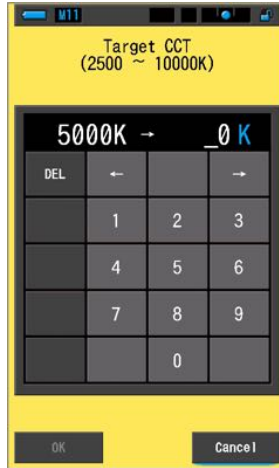 M11
Target CCT
(2500 ~ 10000K)
5000K → _0 K
DEL ← →
1 2 3
4 5 6
7 8 9
0
OK Cancel